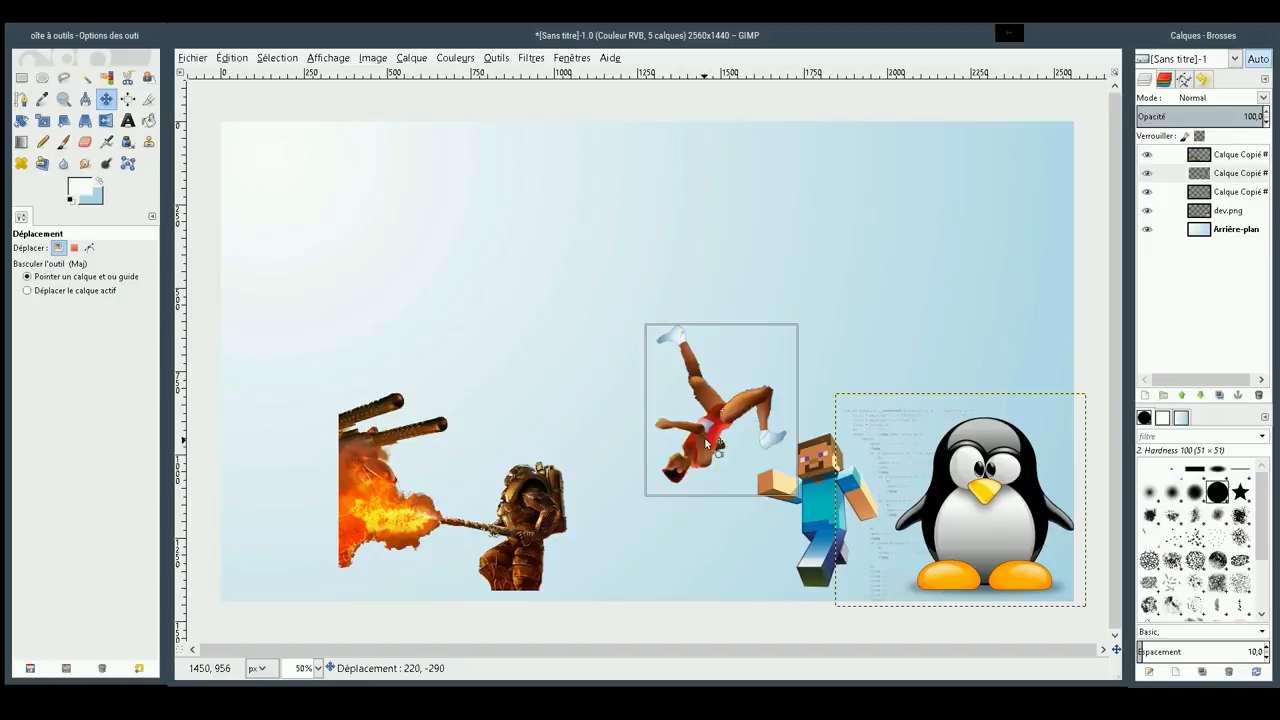 oîte à outils - Options des outi
*[Sans titre]-1.0 (Couleur RVB, 5 calques) 2560x1440 – GIMP
Calques - Brosses
Fichier Édition Sélection Affichage Image Calque Couleurs Outils Filtres Fenêtres Aide
[Sans titre]-1
Auto
0 250 500 750 1000 1250 1500 1750 2000 2250 2500
Mode : Normal
Opacité 100,0
Verrouiller :
Calque Copié #
Calque Copié #
Calque Copié #
dev.png
Arrière-plan
Déplacement
Déplacer :
Basculer l'outil (Maj)
Pointer un calque et ou guide
Déplacer le calque actif
filtre
2. Hardness 100 (51 × 51)
Basic,
Espacement 10,0
1450, 956 px 50% Déplacement : 220, -290